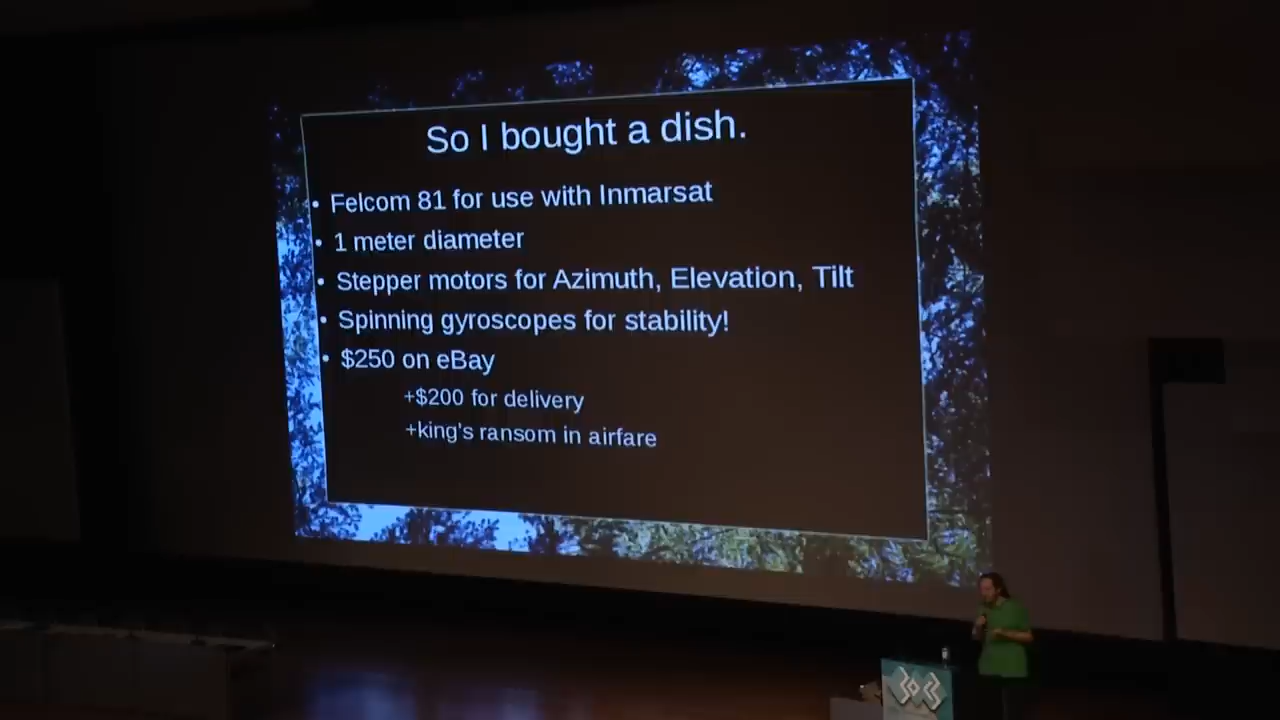 So I bought a dish.
Felcom 81 for use with Inmarsat
1 meter diameter
Stepper motors for Azimuth, Elevation, Tilt
Spinning gyroscopes for stability!
$250 on eBay
+$200 for delivery
+king's ransom in airfare